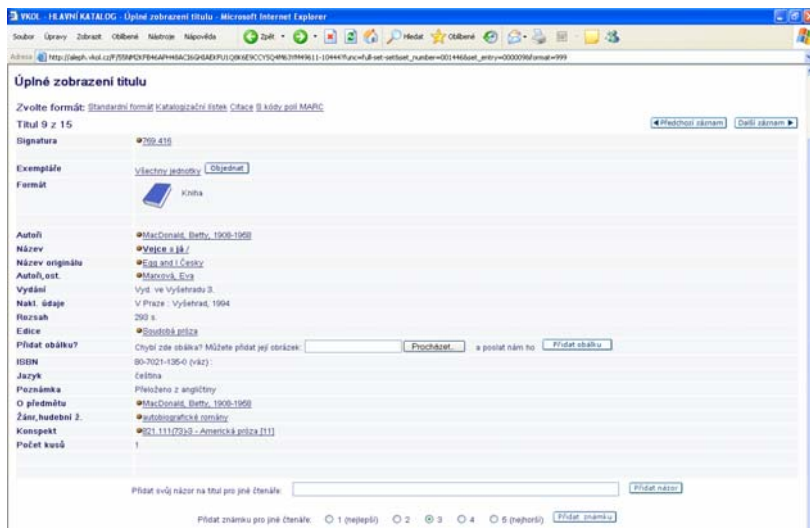 VKOL - HLAVNÍ KATALOG - Úplné zobrazení titulu - Microsoft Internet Explorer
Soubor Úpravy Zobrazit Oblíbené Nástroje Nápověda Zpět Hledat Oblíbené
Adresa
Úplné zobrazení titulu
Zvolte formát: Standardní formát Katalogizační lístek Citace S kódy polí MARC
Titul 9 z 15 Předchozí záznam Další záznam
Signatura 769.416
Exempláře Všechny jednotky Objednat
Formát Kniha
Autoři MacDonald, Betty, 1908-1958
Název Vejce a já /
Název originálu Egg and I Česky
Autoři,ost. Marxová, Eva
Vydání Vyd. ve Vyšehradu 3.
Nakl. údaje V Praze : Vyšehrad, 1994
Rozsah 293 s.
Edice Soudobá próza
Přidat obálku? Chybí zde obálka? Můžete přidat její obrázek: Procházet... a poslat nám ho Přidat obálku
ISBN 80-7021-135-0 (váz) :
Jazyk čeština
Poznámka Přeloženo z angličtiny
O předmětu MacDonald, Betty, 1908-1958
Žánr,hudební ž. autobiografické romány
Konspekt 821.111(73)-3 - Americká próza [11]
Počet kusů 1
Přidat svůj názor na titul pro jiné čtenáře: Přidat názor
Přidat známku pro jiné čtenáře: 1 (nejlepší) 2 3 4 5 (nejhorší) Přidat známku